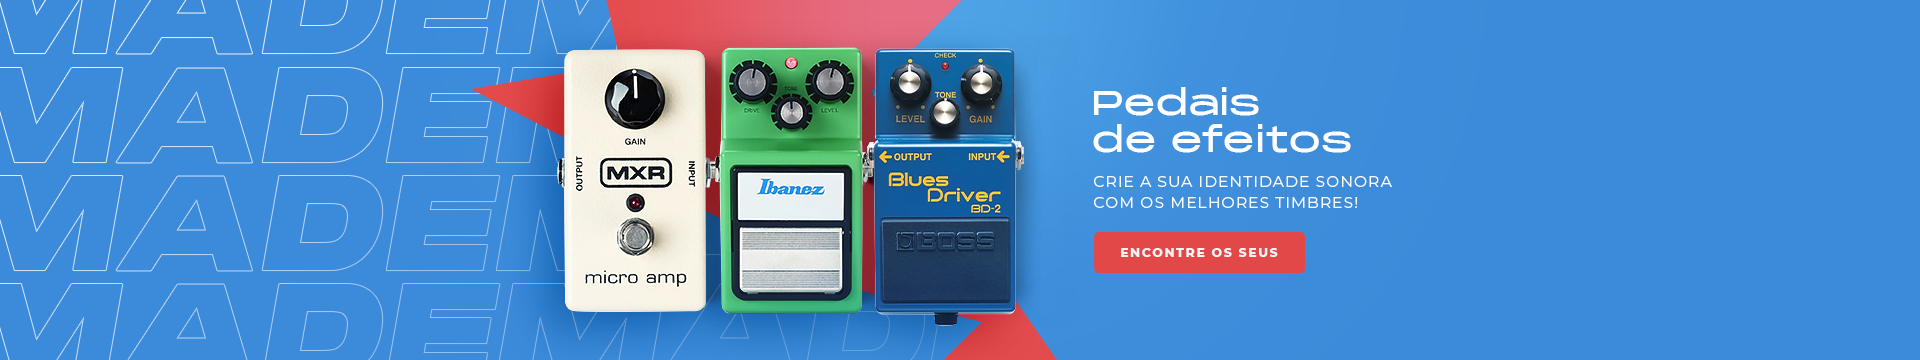 MADEM
MADEM
MADEM
MADEMAD
GAIN
OUTPUT
MXR
INPUT
micro amp
DRIVE
TONE
LEVEL
Ibanez
CHECK
TONE
LEVEL
GAIN
OUTPUT
INPUT
Blues
Driver
BD-2
BOSS
Pedais
de efeitos
CRIE A SUA IDENTIDADE SONORA
COM OS MELHORES TIMBRES!
ENCONTRE OS SEUS